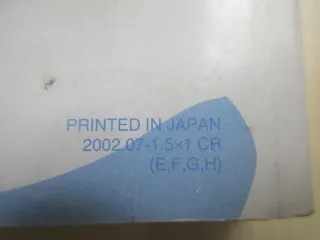 PRINTED IN JAPAN
2002.07-1.5×1 CR
(E,F,G,H)